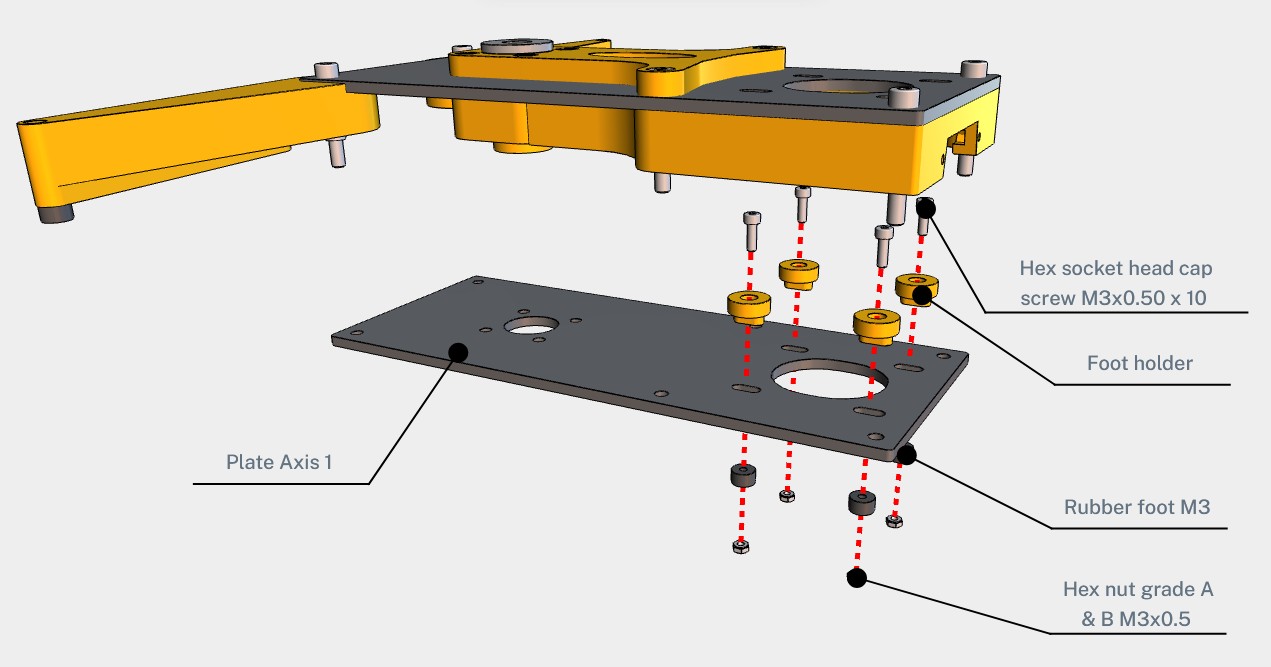 Hex socket head cap
screw M3x0.50 x 10
Foot holder
Plate Axis 1
Rubber foot M3
Hex nut grade A
& B M3x0.5